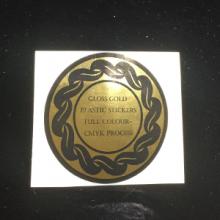 GLOSS GOLD
PLASTIC STICKERS
FULL COLOUR-
CMYK PROCESS